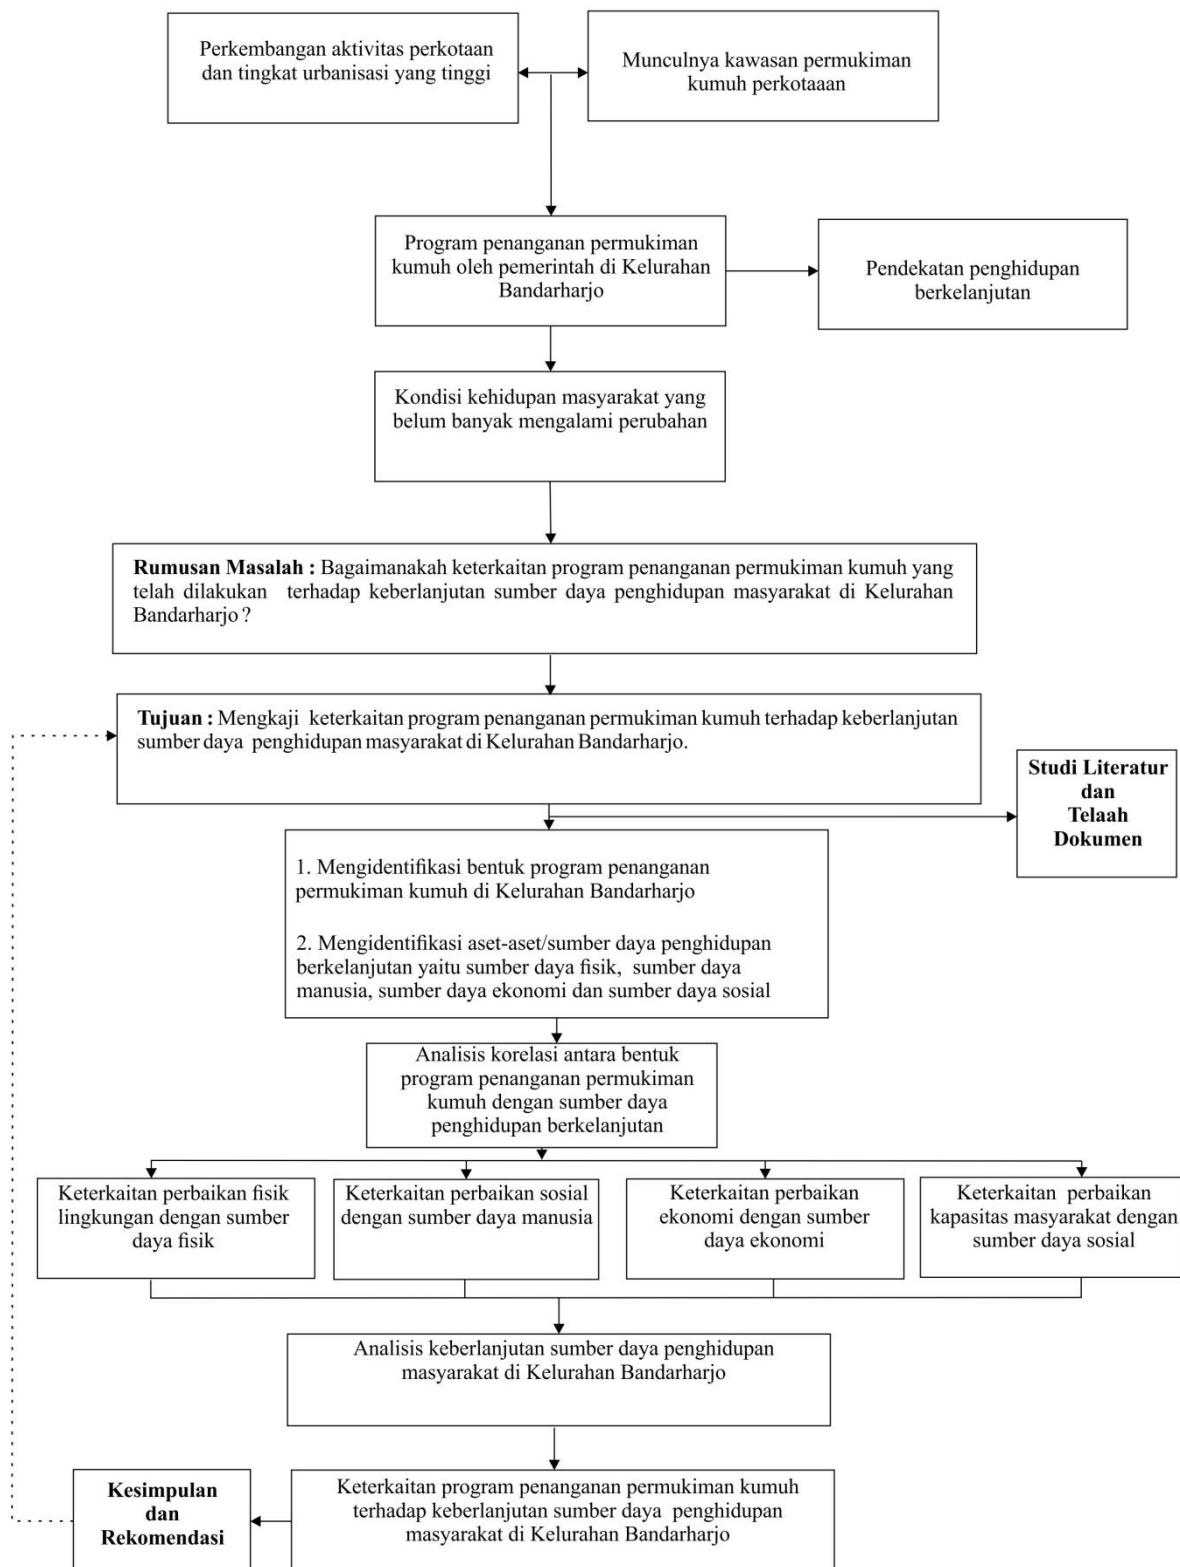 Perkembangan aktivitas perkotaan
dan tingkat urbanisasi yang tinggi
Munculnya kawasan permukiman
kumuh perkotaaan
Program penanganan permukiman
kumuh oleh pemerintah di Kelurahan
Bandarharjo
Pendekatan penghidupan
berkelanjutan
Kondisi kehidupan masyarakat yang
belum banyak mengalami perubahan
Rumusan Masalah : Bagaimanakah keterkaitan program penanganan permukiman kumuh yang
telah dilakukan terhadap keberlanjutan sumber daya penghidupan masyarakat di Kelurahan
Bandarharjo ?
Tujuan : Mengkaji keterkaitan program penanganan permukiman kumuh terhadap keberlanjutan
sumber daya penghidupan masyarakat di Kelurahan Bandarharjo.
Studi Literatur
dan
Telaah
Dokumen
1. Mengidentifikasi bentuk program penanganan
permukiman kumuh di Kelurahan Bandarharjo
2. Mengidentifikasi aset-aset/sumber daya penghidupan
berkelanjutan yaitu sumber daya fisik, sumber daya
manusia, sumber daya ekonomi dan sumber daya sosial
Analisis korelasi antara bentuk
program penanganan permukiman
kumuh dengan sumber daya
penghidupan berkelanjutan
Keterkaitan perbaikan fisik
lingkungan dengan sumber
daya fisik
Keterkaitan perbaikan sosial
dengan sumber daya manusia
Keterkaitan perbaikan
ekonomi dengan sumber
daya ekonomi
Keterkaitan perbaikan
kapasitas masyarakat dengan
sumber daya sosial
Analisis keberlanjutan sumber daya penghidupan
masyarakat di Kelurahan Bandarharjo
Kesimpulan
dan
Rekomendasi
Keterkaitan program penanganan permukiman kumuh
terhadap keberlanjutan sumber daya penghidupan
masyarakat di Kelurahan Bandarharjo